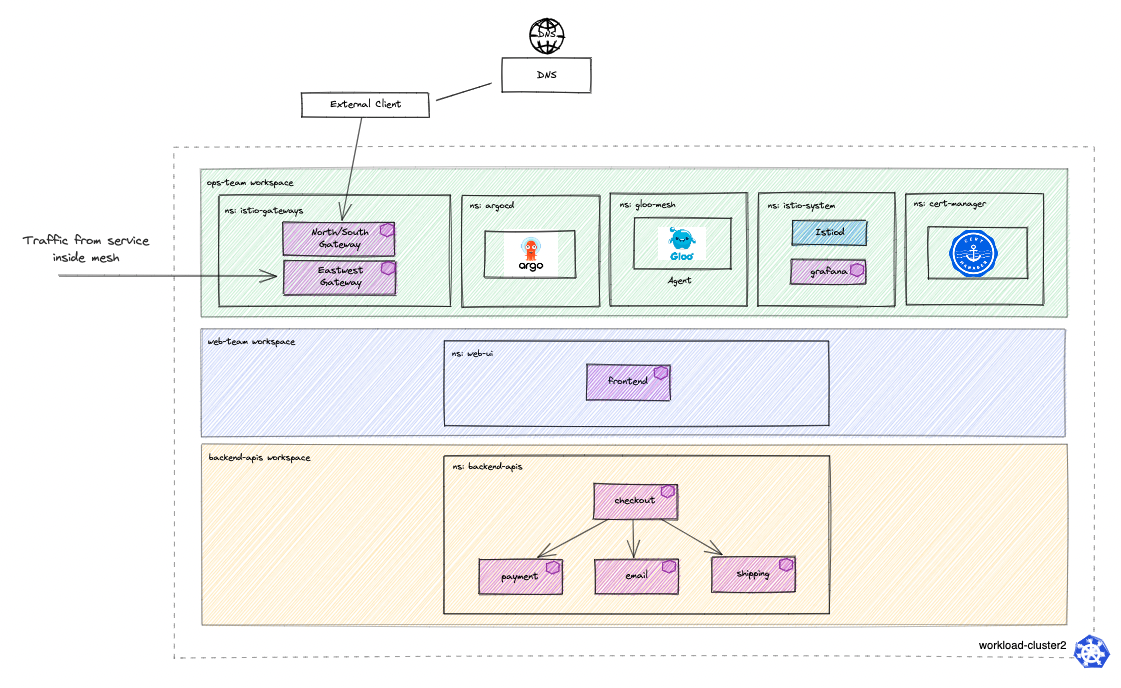 DNS
DNS
External Client
ops-team workspace
ns: istio-gateways
North/South
Gateway
Eastwest
Gateway
ns: argocd
argo
ns: gloo-mesh
Gloo
Agent
ns: istio-system
Istiod
grafana
ns: cert-manager
CERT
MANAGER
Traffic from service
inside mesh
web-team workspace
ns: web-ui
frontend
backend-apis workspace
ns: backend-apis
checkout
payment
email
shipping
workload-cluster2